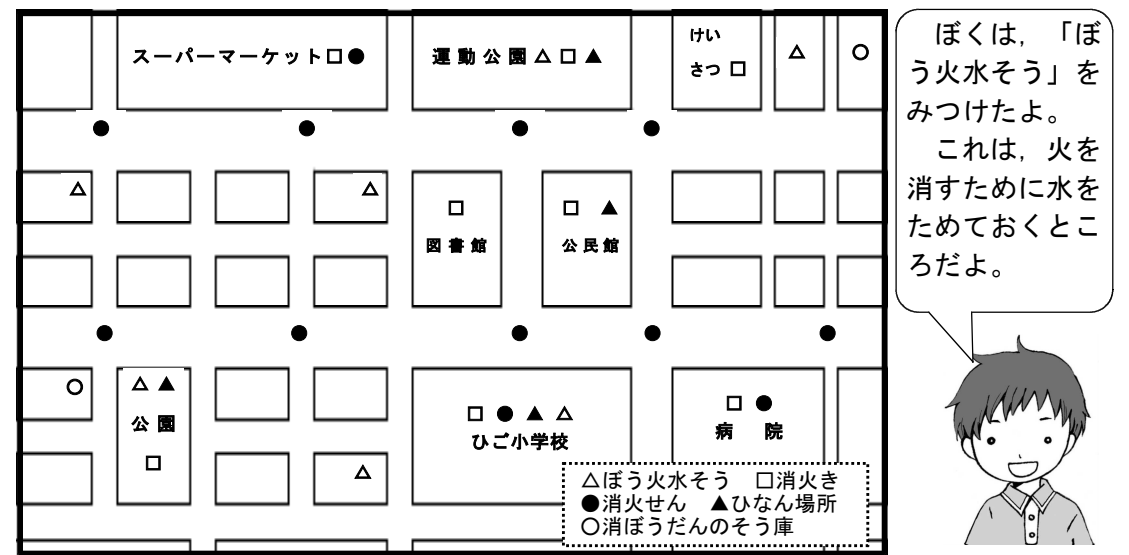 スーパーマーケット□●
運動公園△□▲
けい
さつ□
△
○
ぼくは，「ぼ
う火水そう」を
みつけたよ。
これは，火を
消すために水を
ためておくとこ
ろだよ。
● ● ● ●
△
△
□
図書館
□ ▲
公民館
● ● ● ● ●
○
△▲
公園
□
△
□●▲△
ひご小学校
□●
病 院
△ぼう火水そう □消火き
●消火せん ▲ひなん場所
○消ぼうだんのそう庫